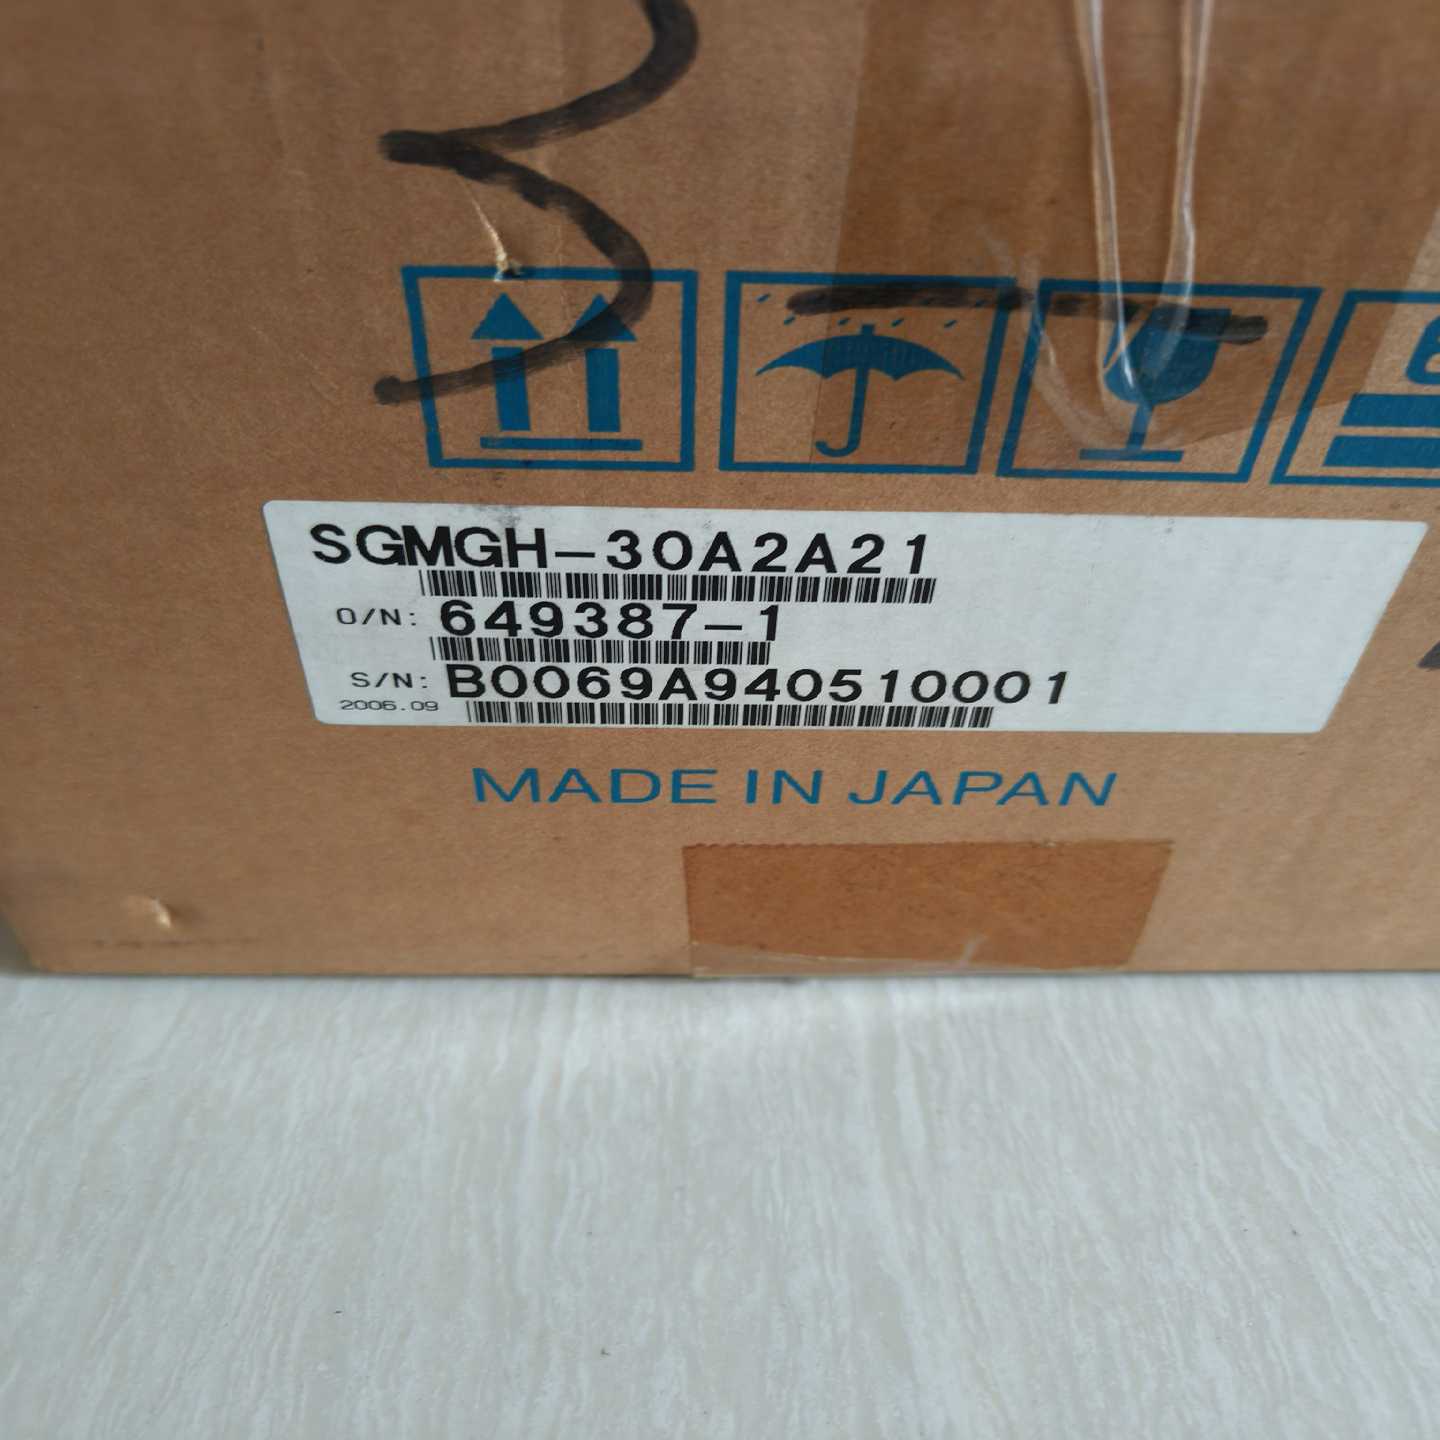 SGMGH-30A2A21
O/N: 649387-1
S/N: B0069A940510001
2006.09
MADE IN JAPAN